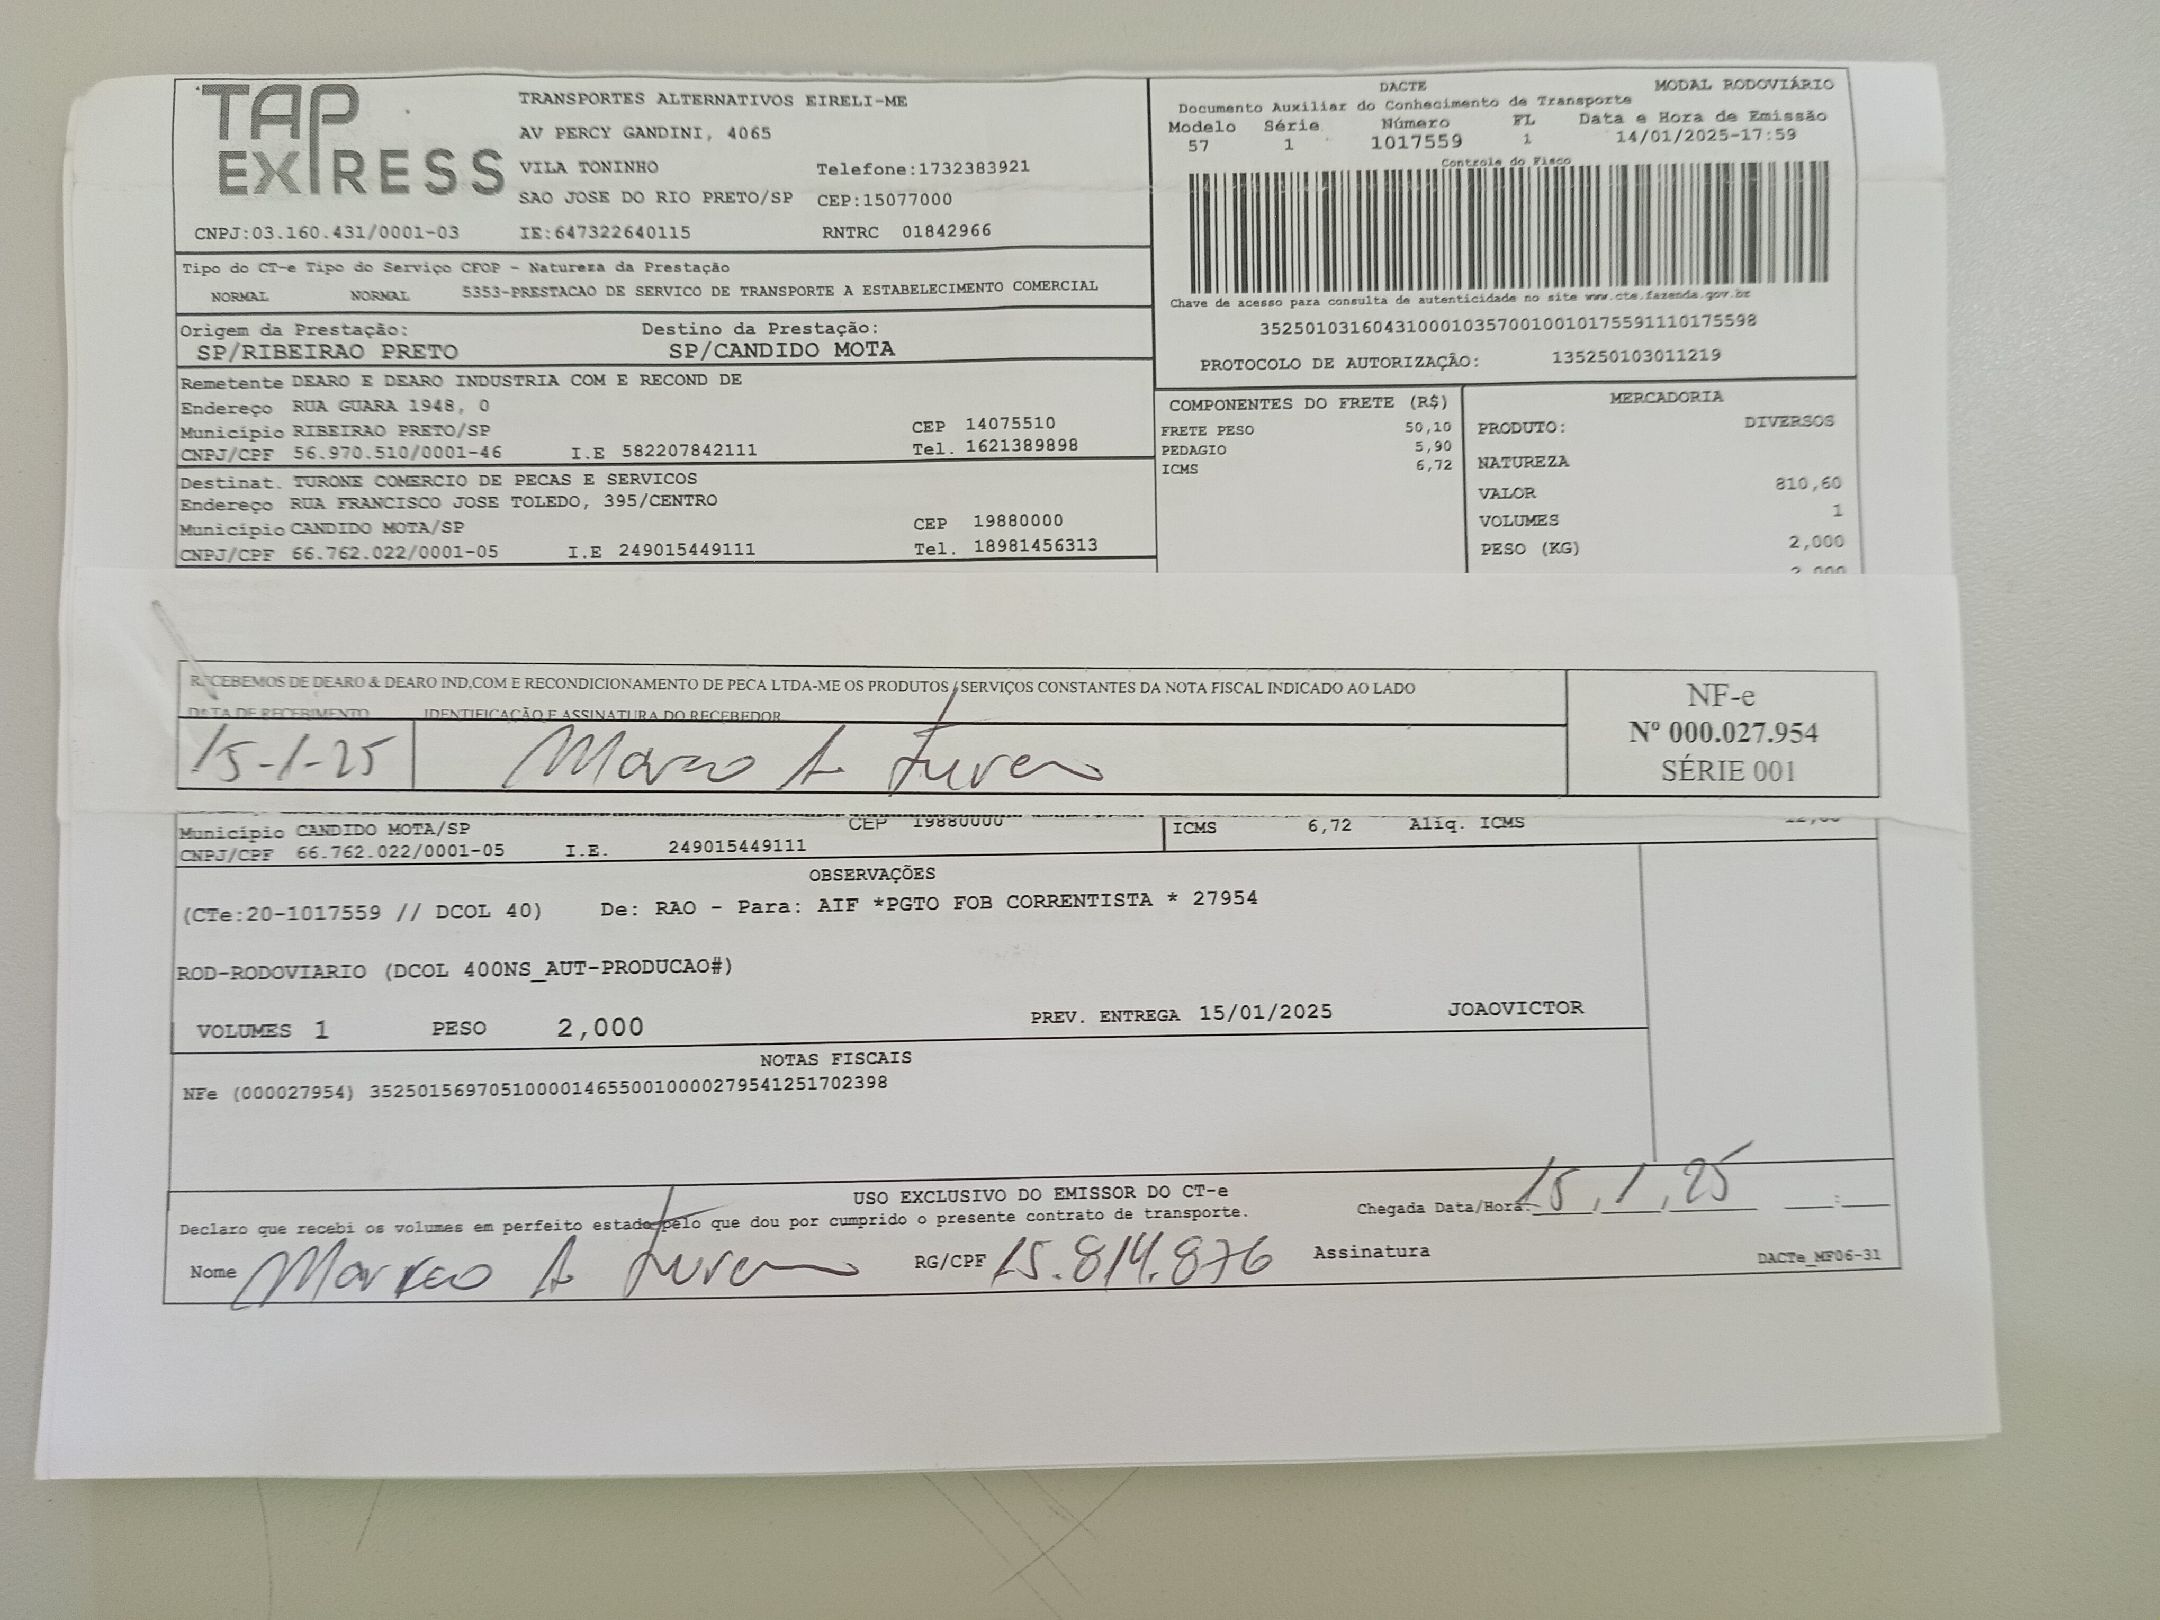 TAP EXPRESS
TRANSPORTES ALTERNATIVOS EIRELI-ME
AV PERCY GANDINI, 4065
VILA TONINHO Telefone:1732383921
SAO JOSE DO RIO PRETO/SP CEP:15077000
CNPJ:03.160.431/0001-03 IE:647322640115 RNTRC 01842966
DACTE MODAL RODOVIÁRIO
Documento Auxiliar do Conhecimento de Transporte
Modelo Série Número FL Data e Hora de Emissão
57 1 1017559 1 14/01/2025-17:59
Controle do Fisco
Chave de acesso para consulta de autenticidade no site www.cte.fazenda.gov.br
35250103160431000103570010010175591110175598
PROTOCOLO DE AUTORIZAÇÃO: 135250103011219
Tipo do CT-e Tipo do Serviço CFOP - Natureza da Prestação
NORMAL NORMAL 5353-PRESTACAO DE SERVICO DE TRANSPORTE A ESTABELECIMENTO COMERCIAL
Origem da Prestação: Destino da Prestação:
SP/RIBEIRAO PRETO SP/CANDIDO MOTA
Remetente DEARO E DEARO INDUSTRIA COM E RECOND DE
Endereço RUA GUARA 1948, 0
Município RIBEIRAO PRETO/SP CEP 14075510
CNPJ/CPF 56.970.510/0001-46 I.E 582207842111 Tel. 1621389898
Destinat. TURONE COMERCIO DE PECAS E SERVICOS
Endereço RUA FRANCISCO JOSE TOLEDO, 395/CENTRO
Município CANDIDO MOTA/SP CEP 19880000
CNPJ/CPF 66.762.022/0001-05 I.E 249015449111 Tel. 18981456313
COMPONENTES DO FRETE (R$)
FRETE PESO 50,10
PEDAGIO 5,90
ICMS 6,72
MERCADORIA
PRODUTO: DIVERSOS
NATUREZA
VALOR 810,60
VOLUMES 1
PESO (KG) 2,000
2,000
RECEBEMOS DE DEARO & DEARO IND,COM E RECONDICIONAMENTO DE PECA LTDA-ME OS PRODUTOS / SERVIÇOS CONSTANTES DA NOTA FISCAL INDICADO AO LADO
DATA DE RECEBIMENTO IDENTIFICAÇÃO E ASSINATURA DO RECEBEDOR
15-1-25 Marco A
NF-e
Nº 000.027.954
SÉRIE 001
Município CANDIDO MOTA/SP CEP 19880000 ICMS 6,72 Aliq. ICMS
CNPJ/CPF 66.762.022/0001-05 I.E. 249015449111
OBSERVAÇÕES
(CTe:20-1017559 // DCOL 40) De: RAO - Para: AIF *PGTO FOB CORRENTISTA * 27954
ROD-RODOVIARIO (DCOL 400NS_AUT-PRODUCAO#)
VOLUMES 1 PESO 2,000 PREV. ENTREGA 15/01/2025 JOAOVICTOR
NOTAS FISCAIS
NFe (000027954) 35250156970510000146550010000279541251702398
USO EXCLUSIVO DO EMISSOR DO CT-e
Declaro que recebi os volumes em perfeito estado pelo que dou por cumprido o presente contrato de transporte. Chegada Data/Hora: 15,1,25 :
Nome A RG/CPF 15.814.876 Assinatura DACTe_MF06-31